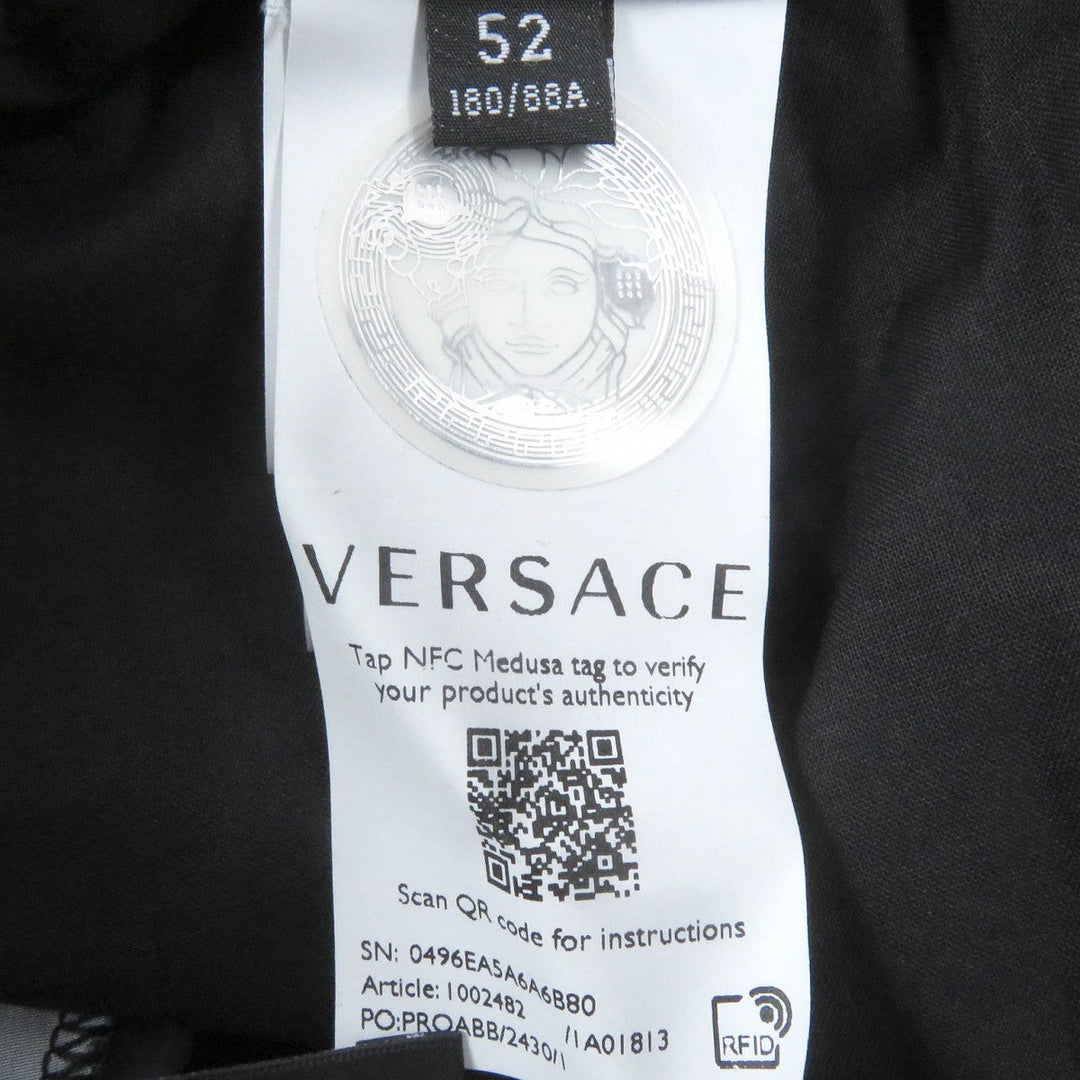 52
180/88A
VERSACE
Tap NFC Medusa tag to verify
your product's authenticity
Scan QR code for instructions
SN: 0496EA5A6A6B80
Article: 1002482 /1A01813
PO:PROABB/2430/1
RFID